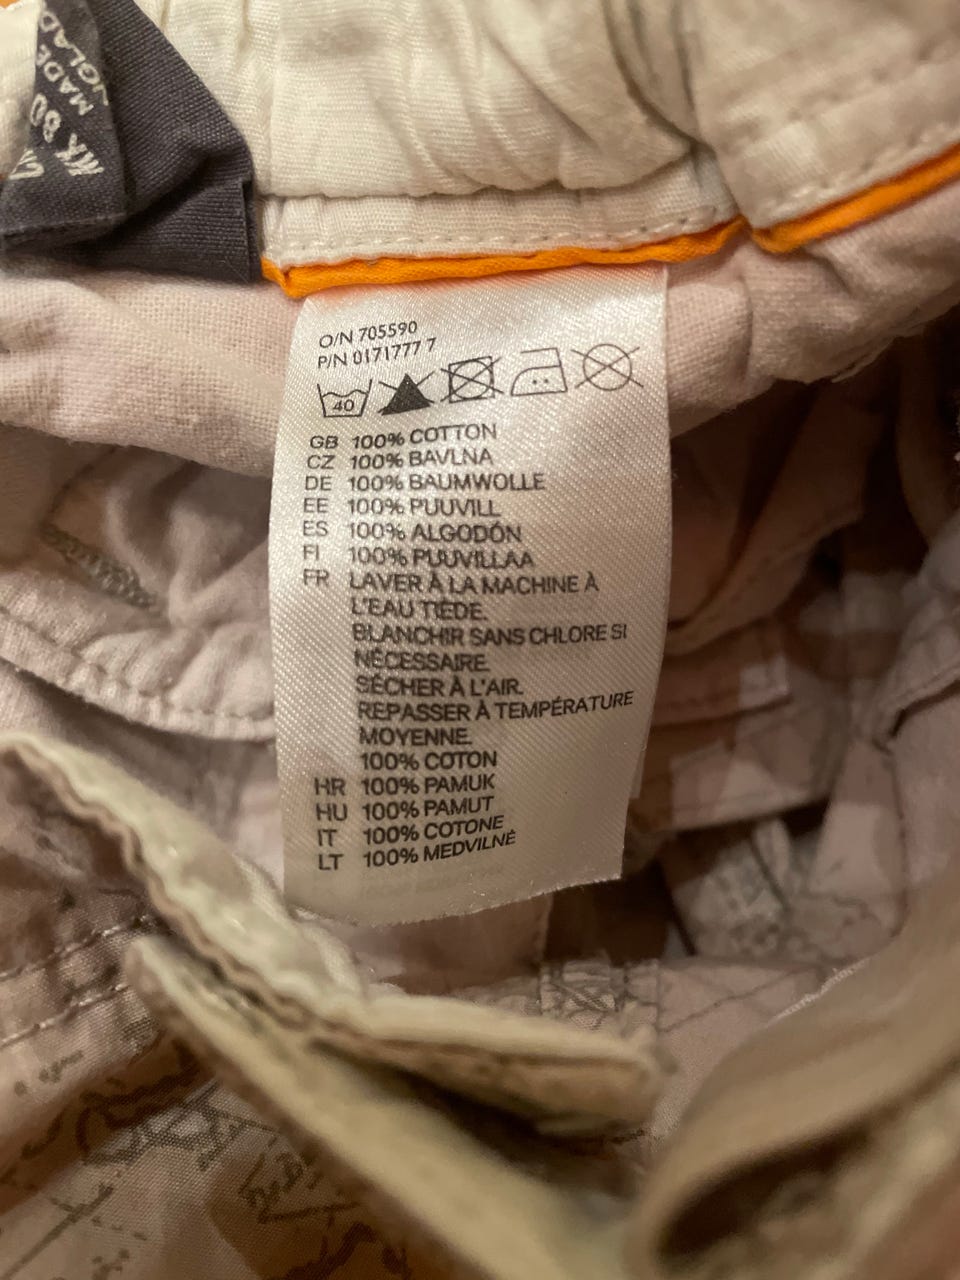 MADE
O/N 705590
P/N 0171777 7
40
GB 100% COTTON
CZ 100% BAVLNA
DE 100% BAUMWOLLE
EE 100% PUUVILL
ES 100% ALGODÓN
FI 100% PUUVILLAA
FR LAVER À LA MACHINE À
L'EAU TIÈDE.
BLANCHIR SANS CHLORE SI
NÉCESSAIRE.
SÉCHER À L'AIR.
REPASSER À TEMPÉRATURE
MOYENNE.
100% COTON
HR 100% PAMUK
HU 100% PAMUT
IT 100% COTONE
LT 100% MEDVILNĖ